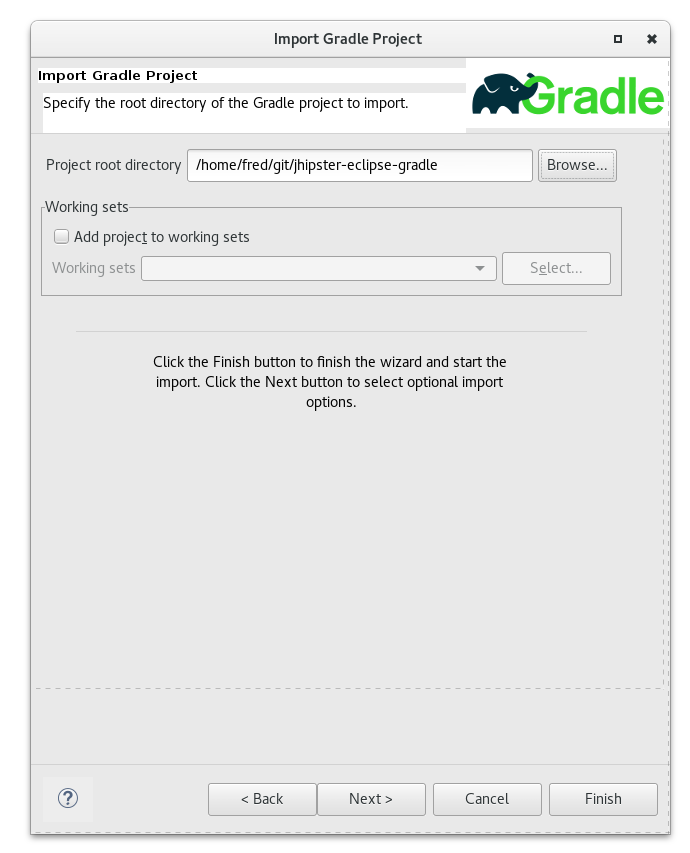 Import Gradle Project
Import Gradle Project
Specify the root directory of the Gradle project to import.
Gradle
Project root directory /home/fred/git/jhipster-eclipse-gradle Browse...
Working sets
Add project to working sets
Working sets Select...
Click the Finish button to finish the wizard and start the
import. Click the Next button to select optional import
options.
? < Back Next > Cancel Finish